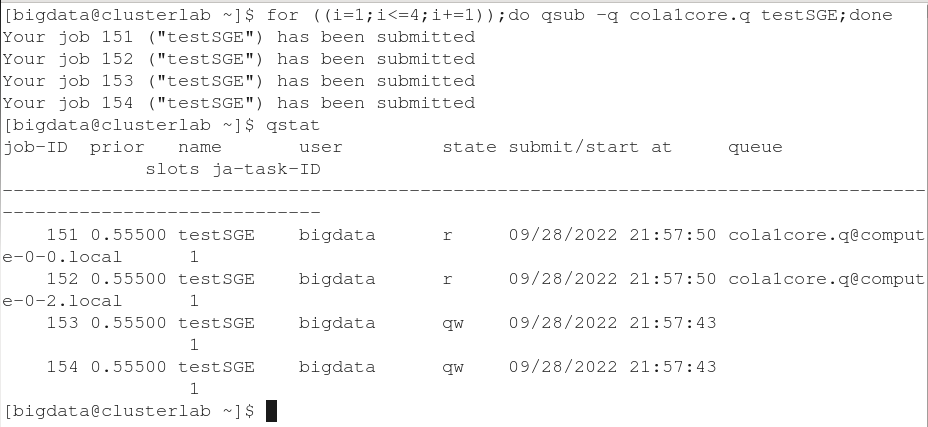 [bigdata@clusterlab ~]$ for ((i=1;i<=4;i+=1));do qsub -q cola1core.q testSGE;done
Your job 151 ("testSGE") has been submitted
Your job 152 ("testSGE") has been submitted
Your job 153 ("testSGE") has been submitted
Your job 154 ("testSGE") has been submitted
[bigdata@clusterlab ~]$ qstat
job-ID  prior   name       user         state submit/start at     queue
             slots ja-task-ID
------------------------------------------------------------------------------------
-----------------------------
    151 0.55500 testSGE    bigdata      r     09/28/2022 21:57:50 cola1core.q@comput
e-0-0.local      1
    152 0.55500 testSGE    bigdata      r     09/28/2022 21:57:50 cola1core.q@comput
e-0-2.local      1
    153 0.55500 testSGE    bigdata      qw    09/28/2022 21:57:43
                 1
    154 0.55500 testSGE    bigdata      qw    09/28/2022 21:57:43
                 1
[bigdata@clusterlab ~]$